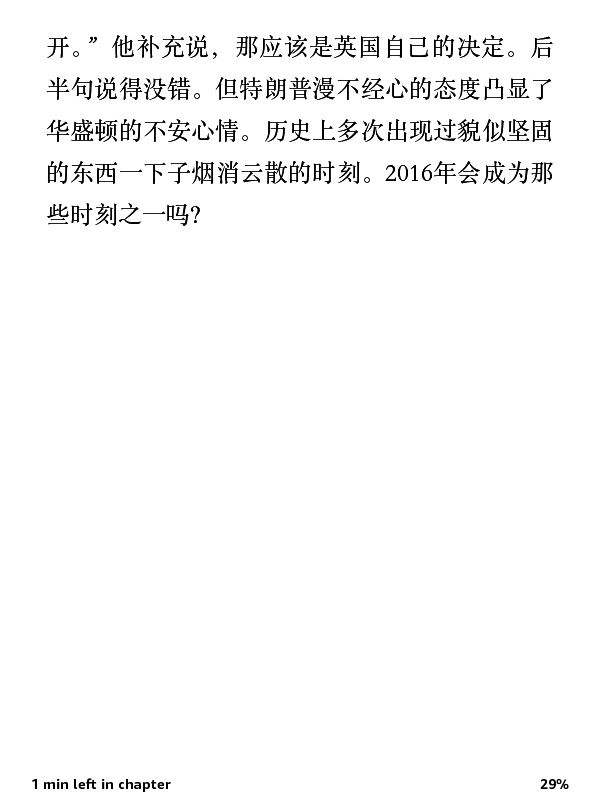 开。”他补充说，那应该是英国自己的决定。后
半句说得没错。但特朗普漫不经心的态度凸显了
华盛顿的不安心情。历史上多次出现过貌似坚固
的东西一下子烟消云散的时刻。2016年会成为那
些时刻之一吗？
1 min left in chapter
29%